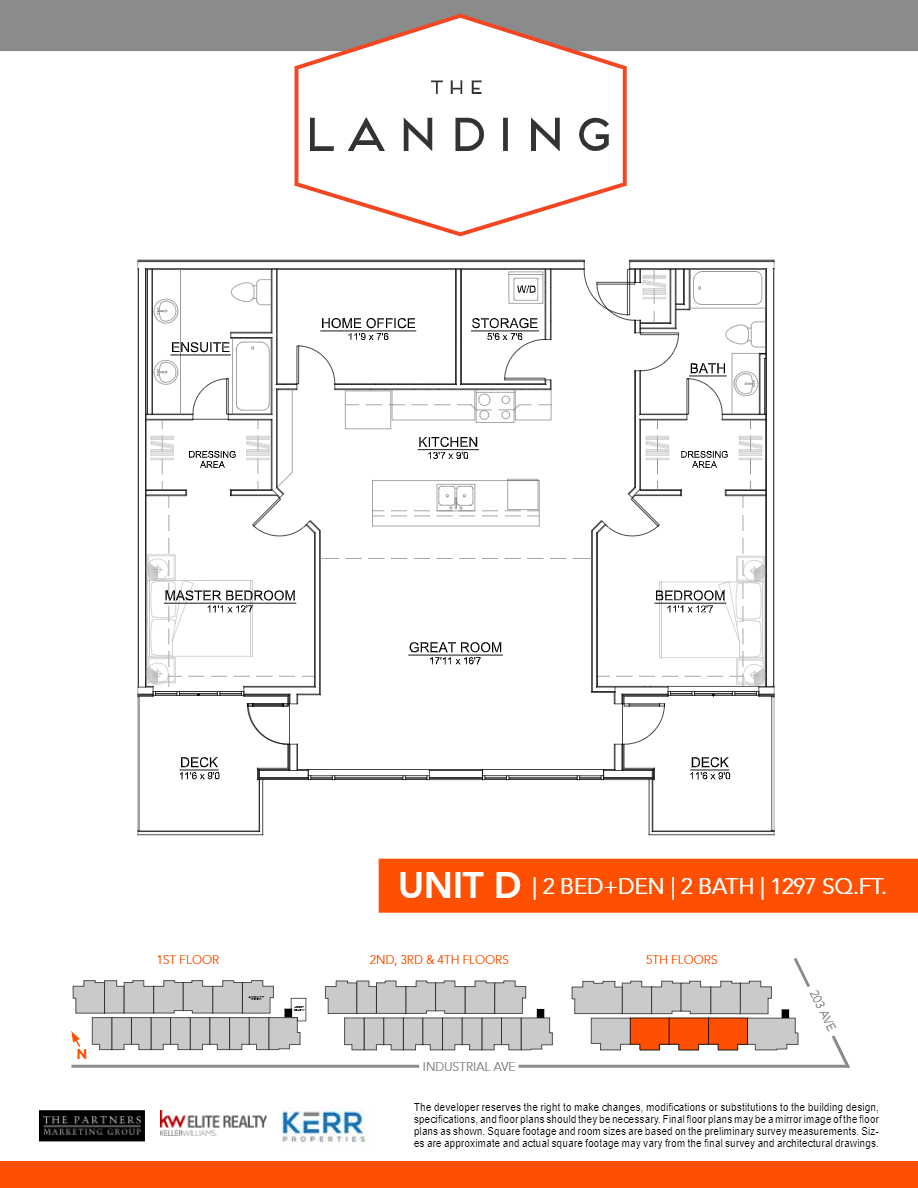 THE
LANDING
W/D
HOME OFFICE
11'9 x 7'6
STORAGE
5'6 x 7'6
ENSUITE
BATH
KITCHEN
13'7 x 9'0
DRESSING
AREA
DRESSING
AREA
MASTER BEDROOM
11'1 x 12'7
BEDROOM
11'1 x 12'7
GREAT ROOM
17'11 x 16'7
DECK
11'6 x 9'0
DECK
11'6 x 9'0
UNIT D | 2 BED+DEN | 2 BATH | 1297 SQ.FT.
1ST FLOOR
2ND, 3RD & 4TH FLOORS
5TH FLOORS
203 AVE
N
INDUSTRIAL AVE
THE PARTNERS
MARKETING GROUP
kw ELITE REALTY
KELLERWILLIAMS.
KERR
PROPERTIES
The developer reserves the right to make changes, modifications or substitutions to the building design,
specifications, and floor plans should they be necessary. Final floor plans may be a mirror image of the floor
plans as shown. Square footage and room sizes are based on the preliminary survey measurements. Siz-
es are approximate and actual square footage may vary from the final survey and architectural drawings.